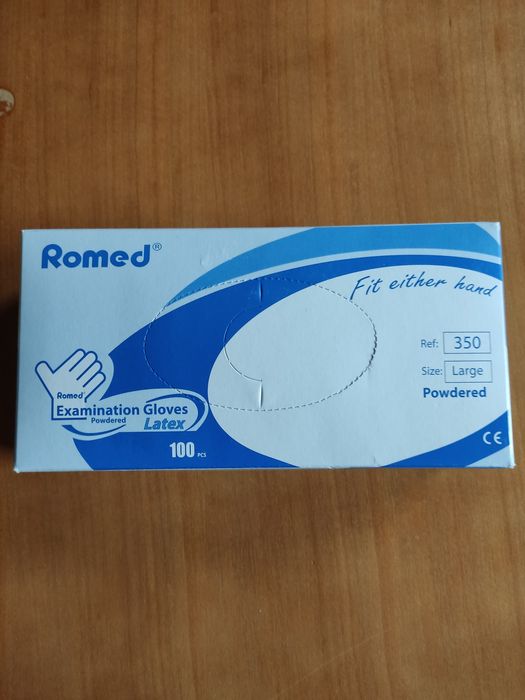 Romed®
Fit either hand
Ref: 350
Size: Large
Powdered
Romed
Examination Gloves
Powdered
Latex
100 PCS
CE